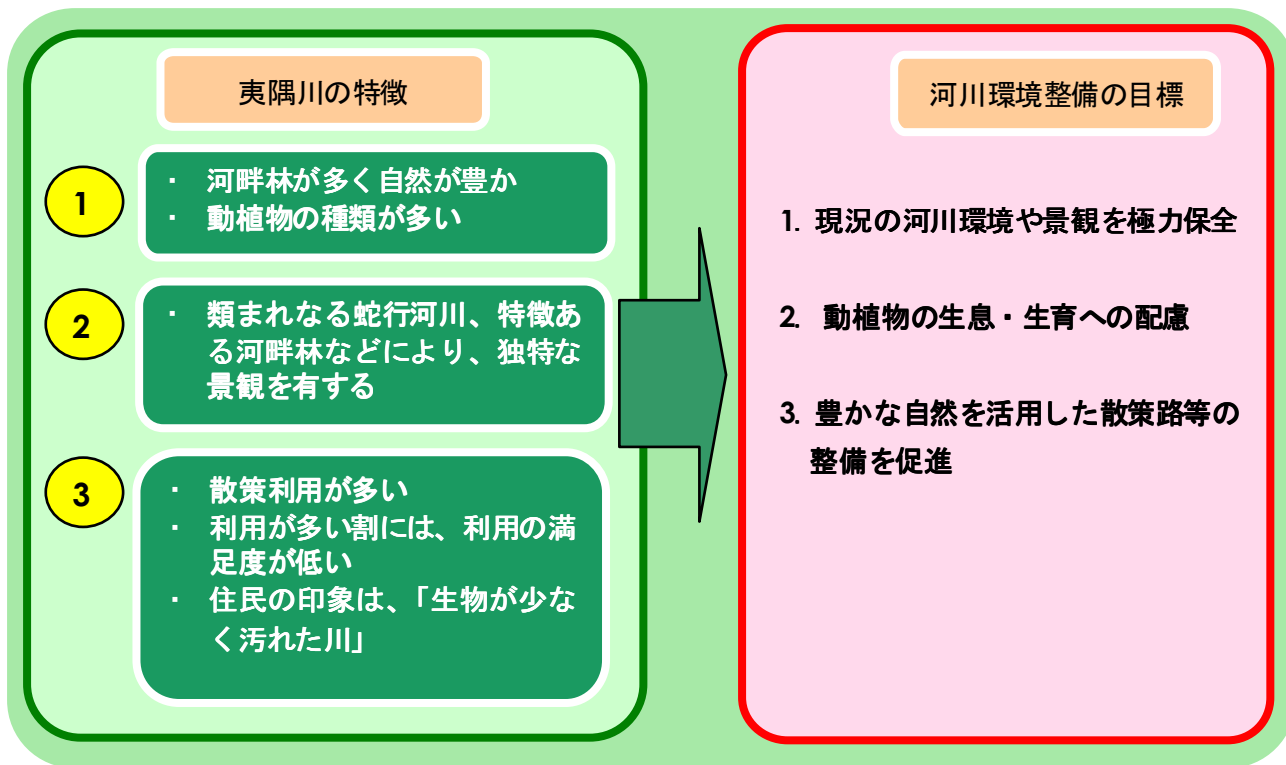 夷隅川の特徴
1
・ 河畔林が多く自然が豊か
・ 動植物の種類が多い
2
・ 類まれなる蛇行河川、特徴あ
る河畔林などにより、独特な
景観を有する
3
・ 散策利用が多い
・ 利用が多い割には、利用の満
足度が低い
・ 住民の印象は、「生物が少な
く汚れた川」
河川環境整備の目標
1. 現況の河川環境や景観を極力保全
2. 動植物の生息・生育への配慮
3. 豊かな自然を活用した散策路等の
整備を促進